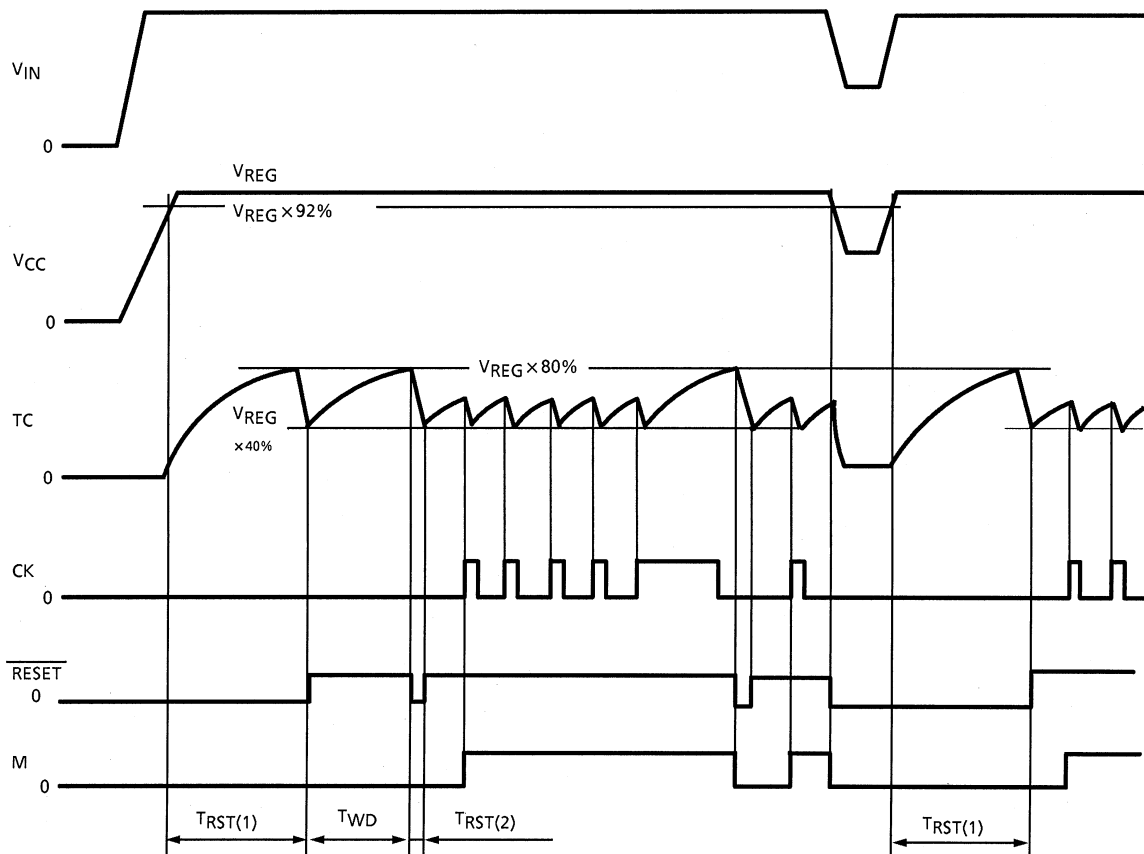 VIN
0
VREG
VREG × 92%
VCC
0
VREG × 80%
TC
VREG
×40%
0
CK
0
RESET
0
M
0
TRST(1)
TWD
TRST(2)
TRST(1)